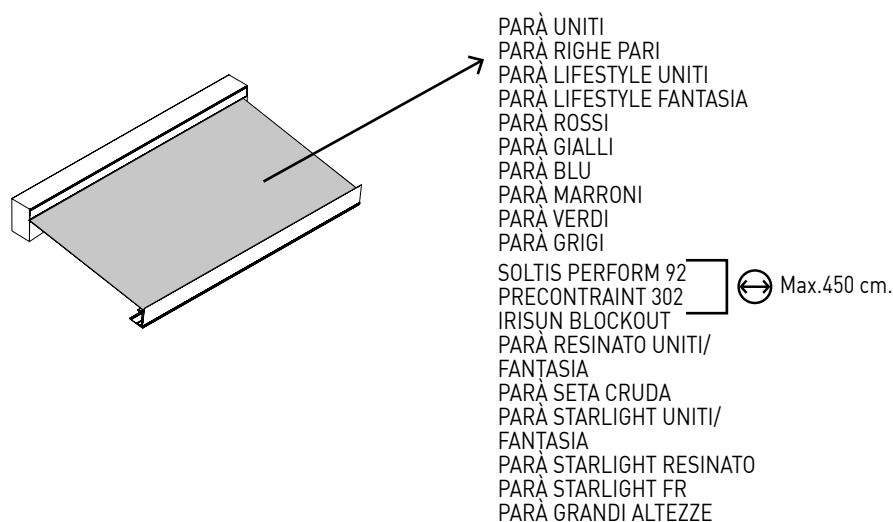 PARÀ UNITI
PARÀ RIGHE PARI
PARÀ LIFESTYLE UNITI
PARÀ LIFESTYLE FANTASIA
PARÀ ROSSI
PARÀ GIALLI
PARÀ BLU
PARÀ MARRONI
PARÀ VERDI
PARÀ GRIGI
SOLTIS PERFORM 92
PRECONTRAINT 302
Max.450 cm.
IRISUN BLOCKOUT
PARÀ RESINATO UNITI/
FANTASIA
PARÀ SETA CRUDA
PARÀ STARLIGHT UNITI/
FANTASIA
PARÀ STARLIGHT RESINATO
PARÀ STARLIGHT FR
PARÀ GRANDI ALTEZZE